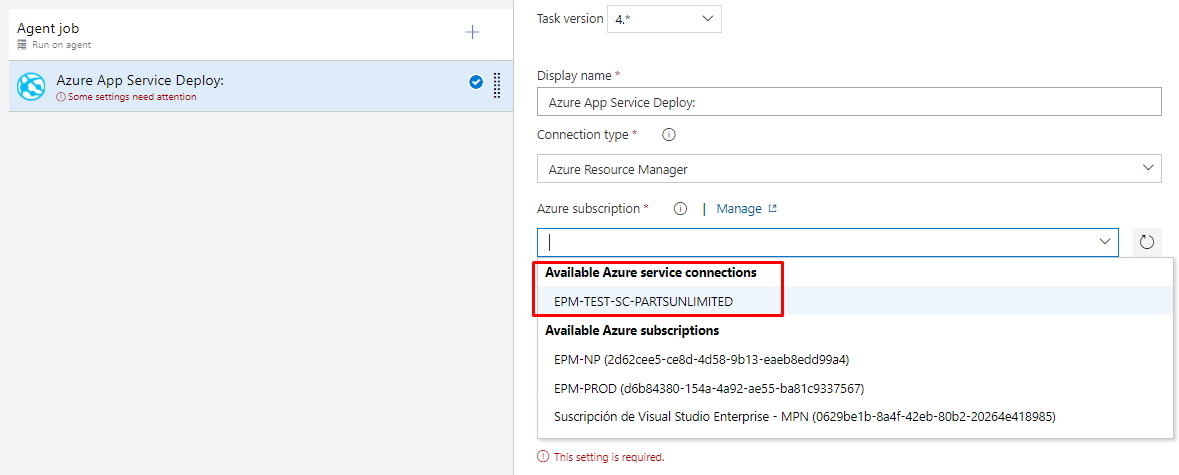 Agent job
Run on agent
Azure App Service Deploy:
Some settings need attention
Task version 4.*
Display name *
Azure App Service Deploy:
Connection type *
Azure Resource Manager
Azure subscription * | Manage
Available Azure service connections
EPM-TEST-SC-PARTSUNLIMITED
Available Azure subscriptions
EPM-NP (2d62cee5-ce8d-4d58-9b13-eaeb8edd99a4)
EPM-PROD (d6b84380-154a-4a92-ae55-ba81c9337567)
Suscripción de Visual Studio Enterprise - MPN (0629be1b-8a4f-42eb-80b2-20264e418985)
This setting is required.